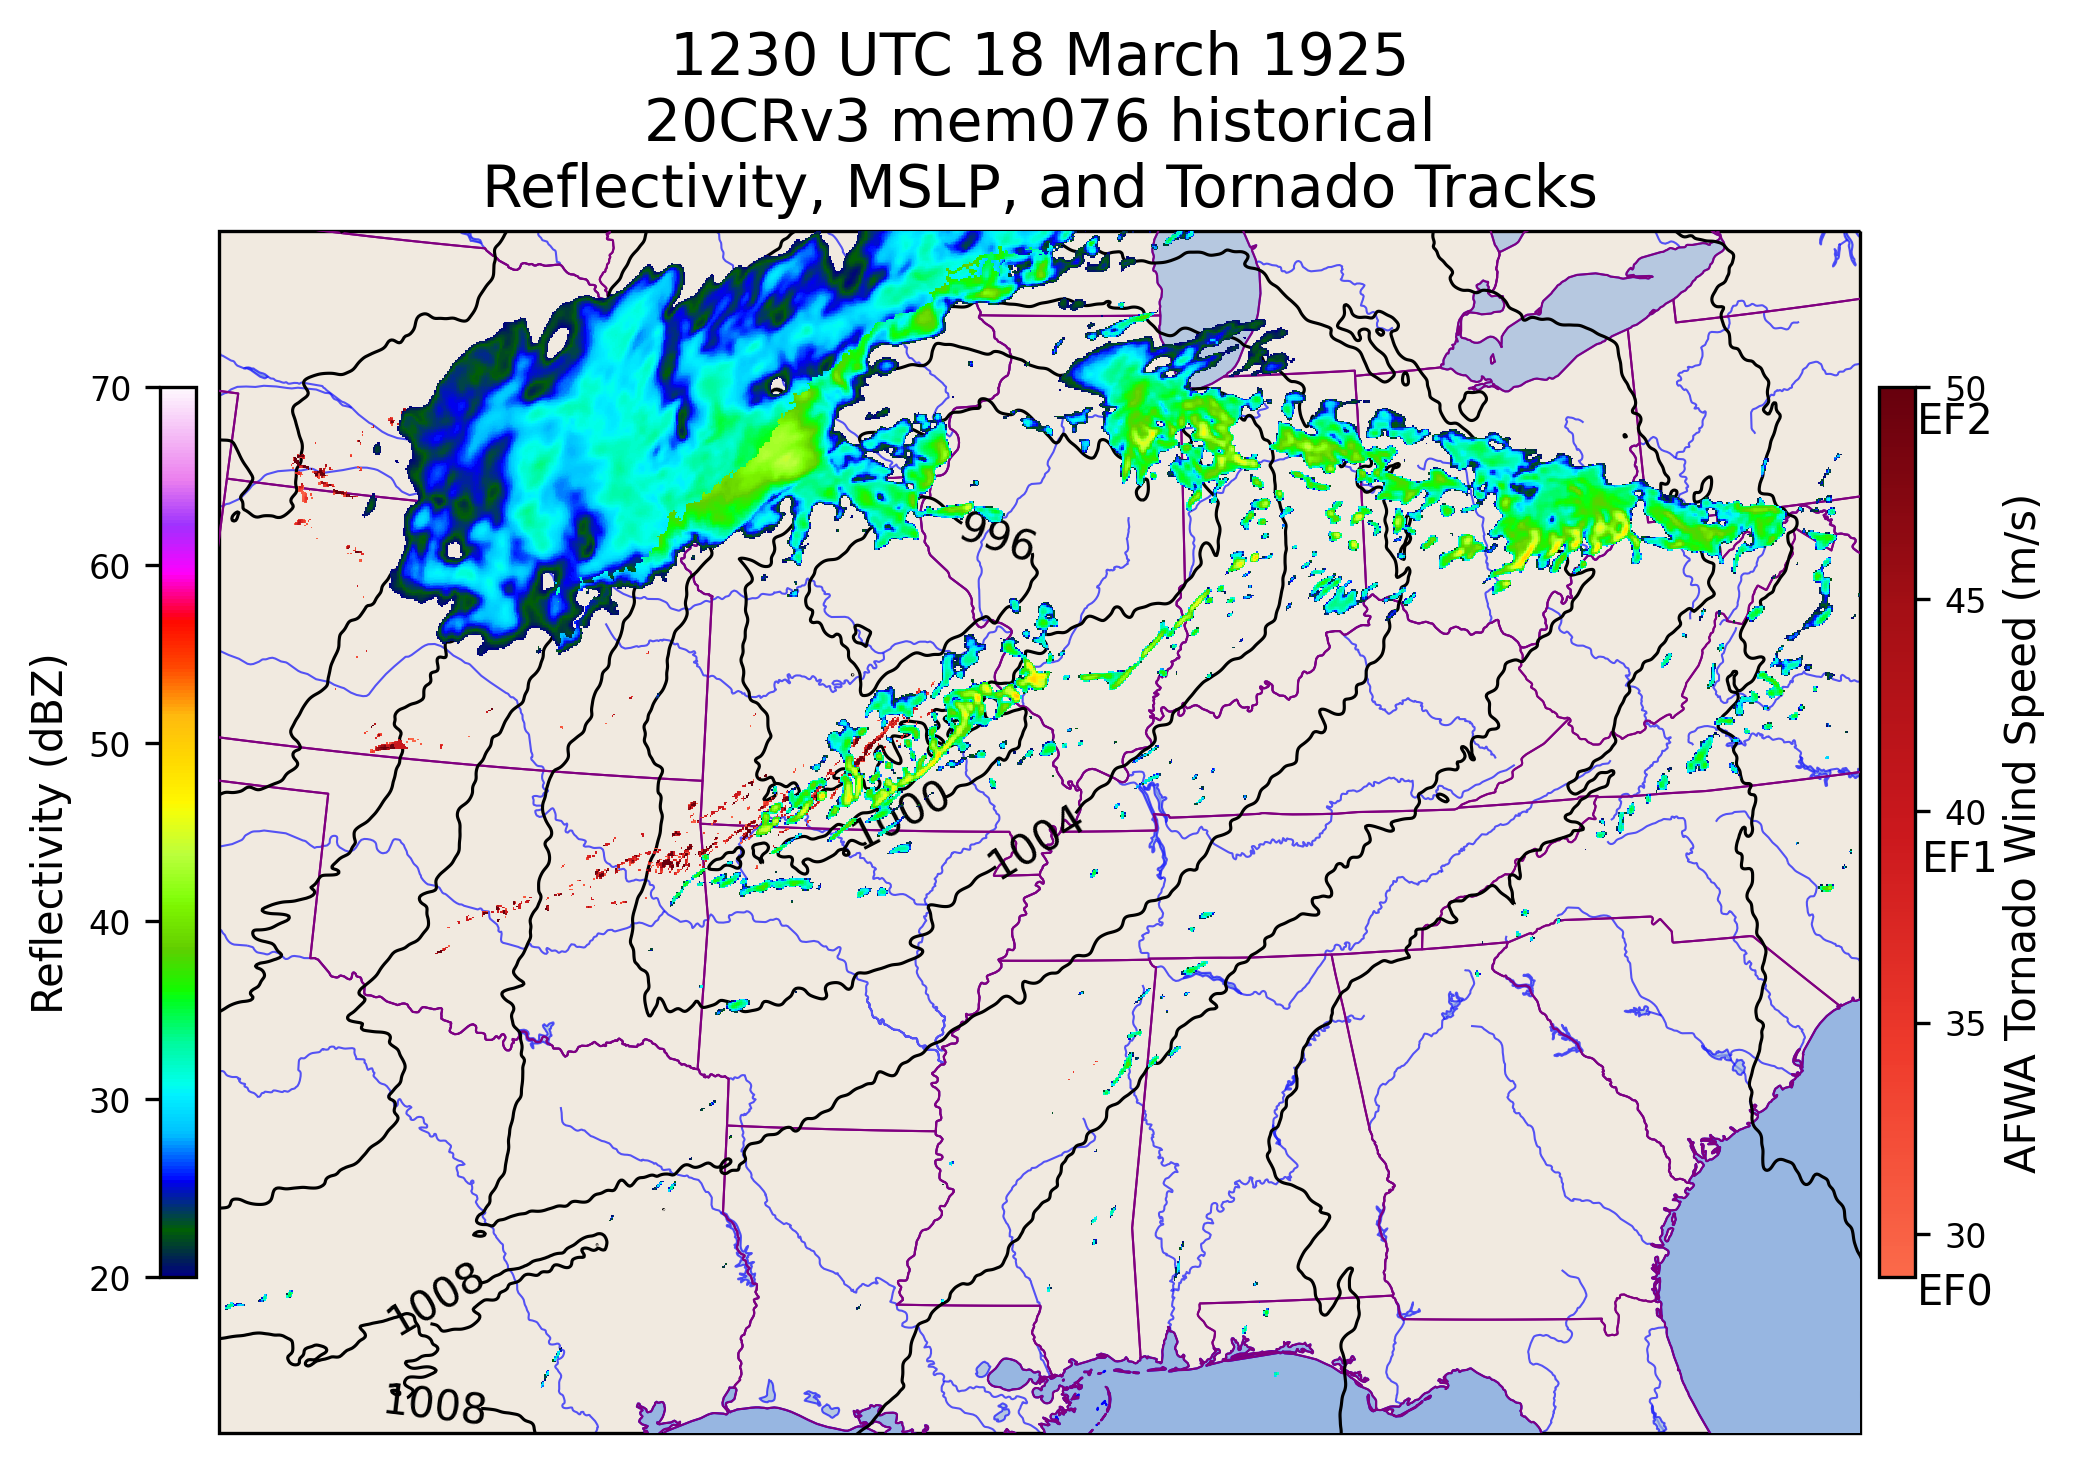 1230 UTC 18 March 1925
20CRv3 mem076 historical
Reflectivity, MSLP, and Tornado Tracks
70
60
50
40
30
20
Reflectivity (dBZ)
996
1000
1004
1008
1008
50
EF2
45
40
EF1
35
30
EF0
AFWA Tornado Wind Speed (m/s)